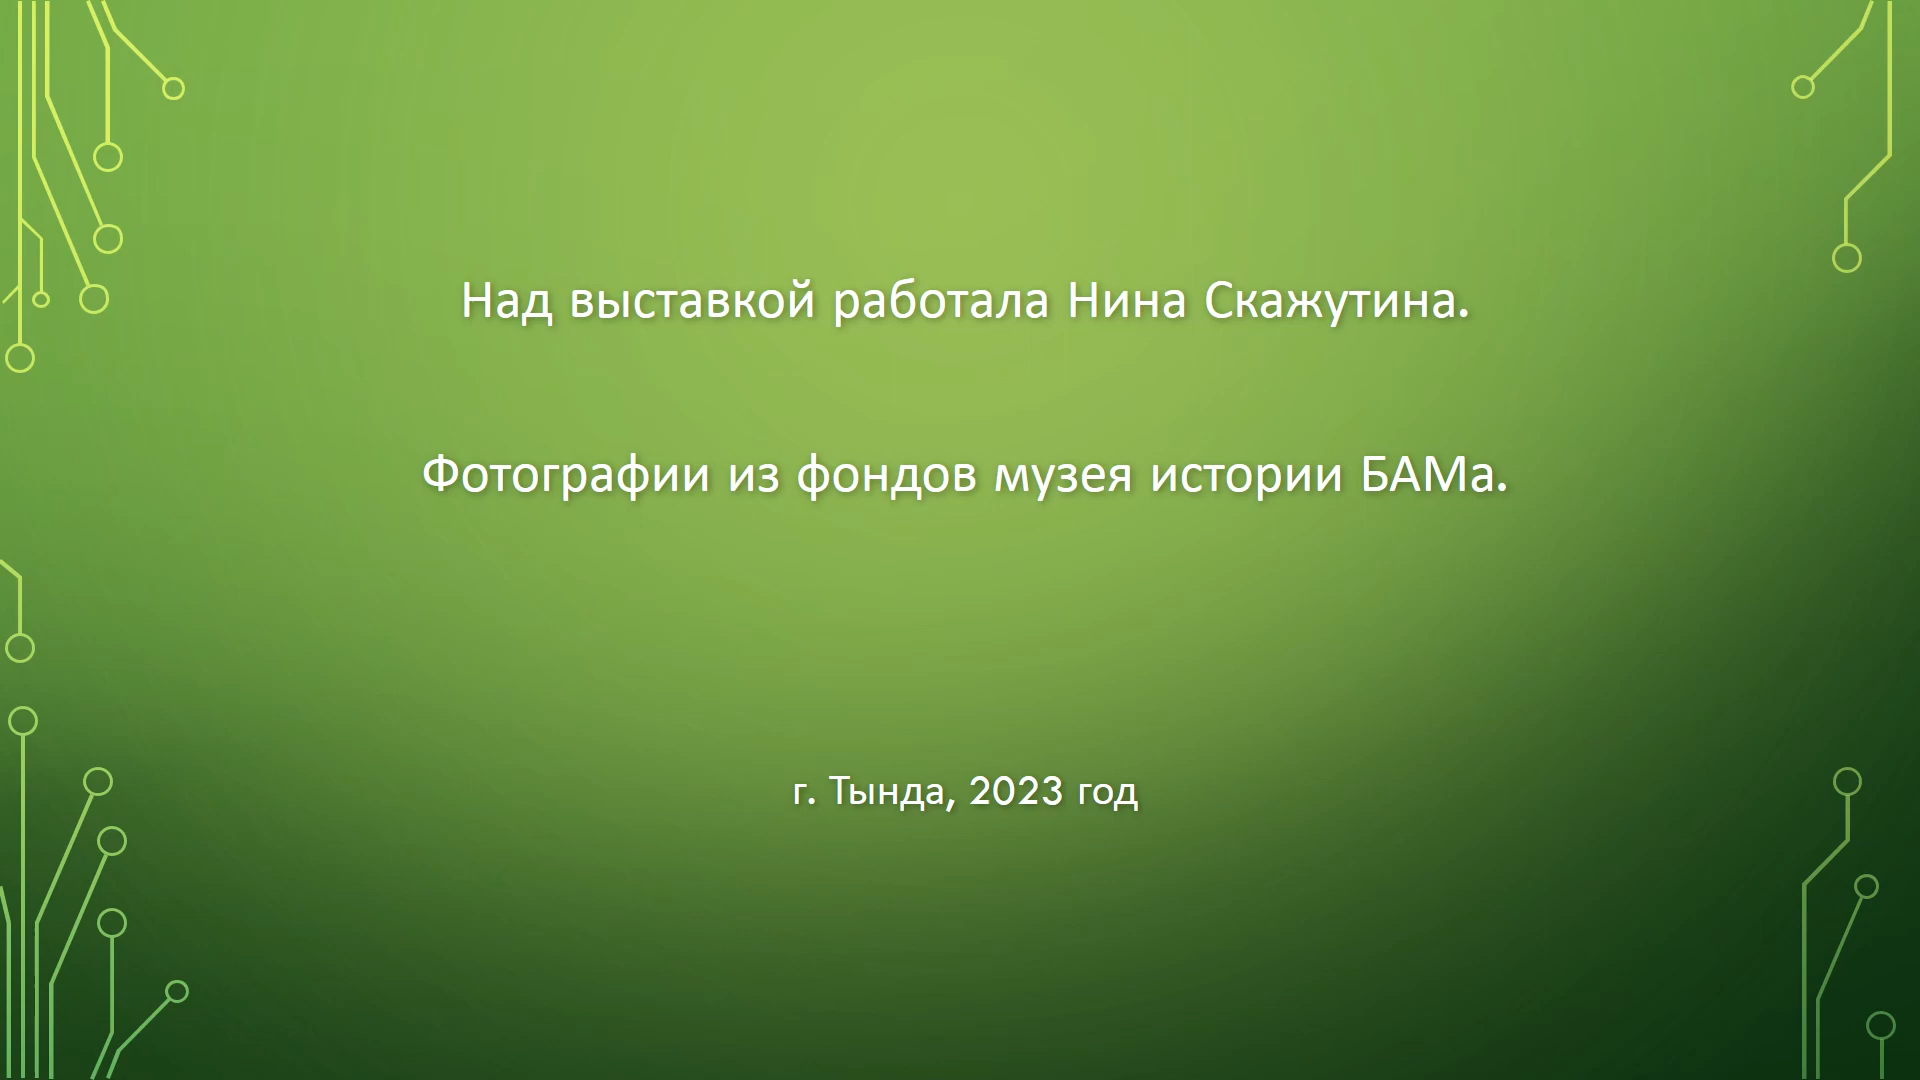 Над выставкой работала Нина Скажутина.
Фотографии из фондов музея истории БАМа.
г. Тында, 2023 год